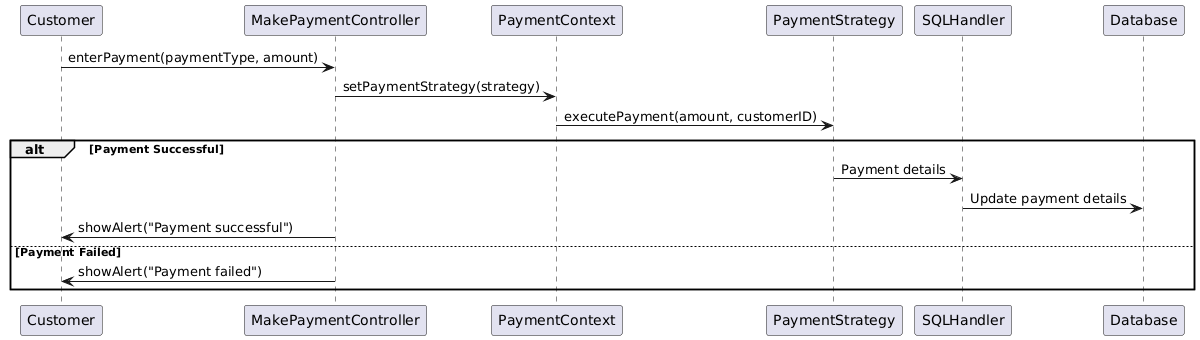 Customer MakePaymentController PaymentContext PaymentStrategy SQLHandler Database
enterPayment(paymentType, amount)
setPaymentStrategy(strategy)
executePayment(amount, customerID)
alt [Payment Successful]
Payment details
Update payment details
showAlert("Payment successful")
[Payment Failed]
showAlert("Payment failed")
Customer MakePaymentController PaymentContext PaymentStrategy SQLHandler Database